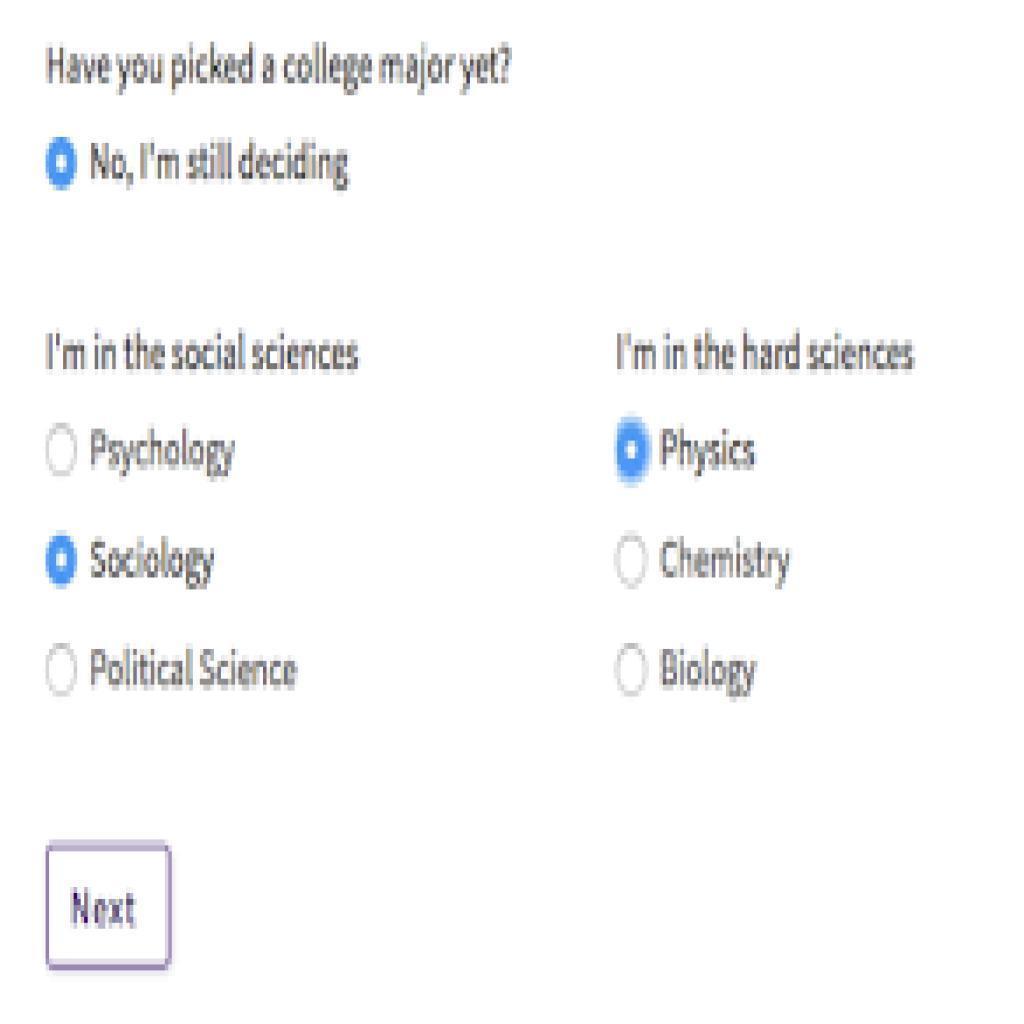 Have you picked a college major yet?
No, I'm still deciding
I'm in the social sciences
Psychology
Sociology
Political Science
I'm in the hard sciences
Physics
Chemistry
Biology
Next